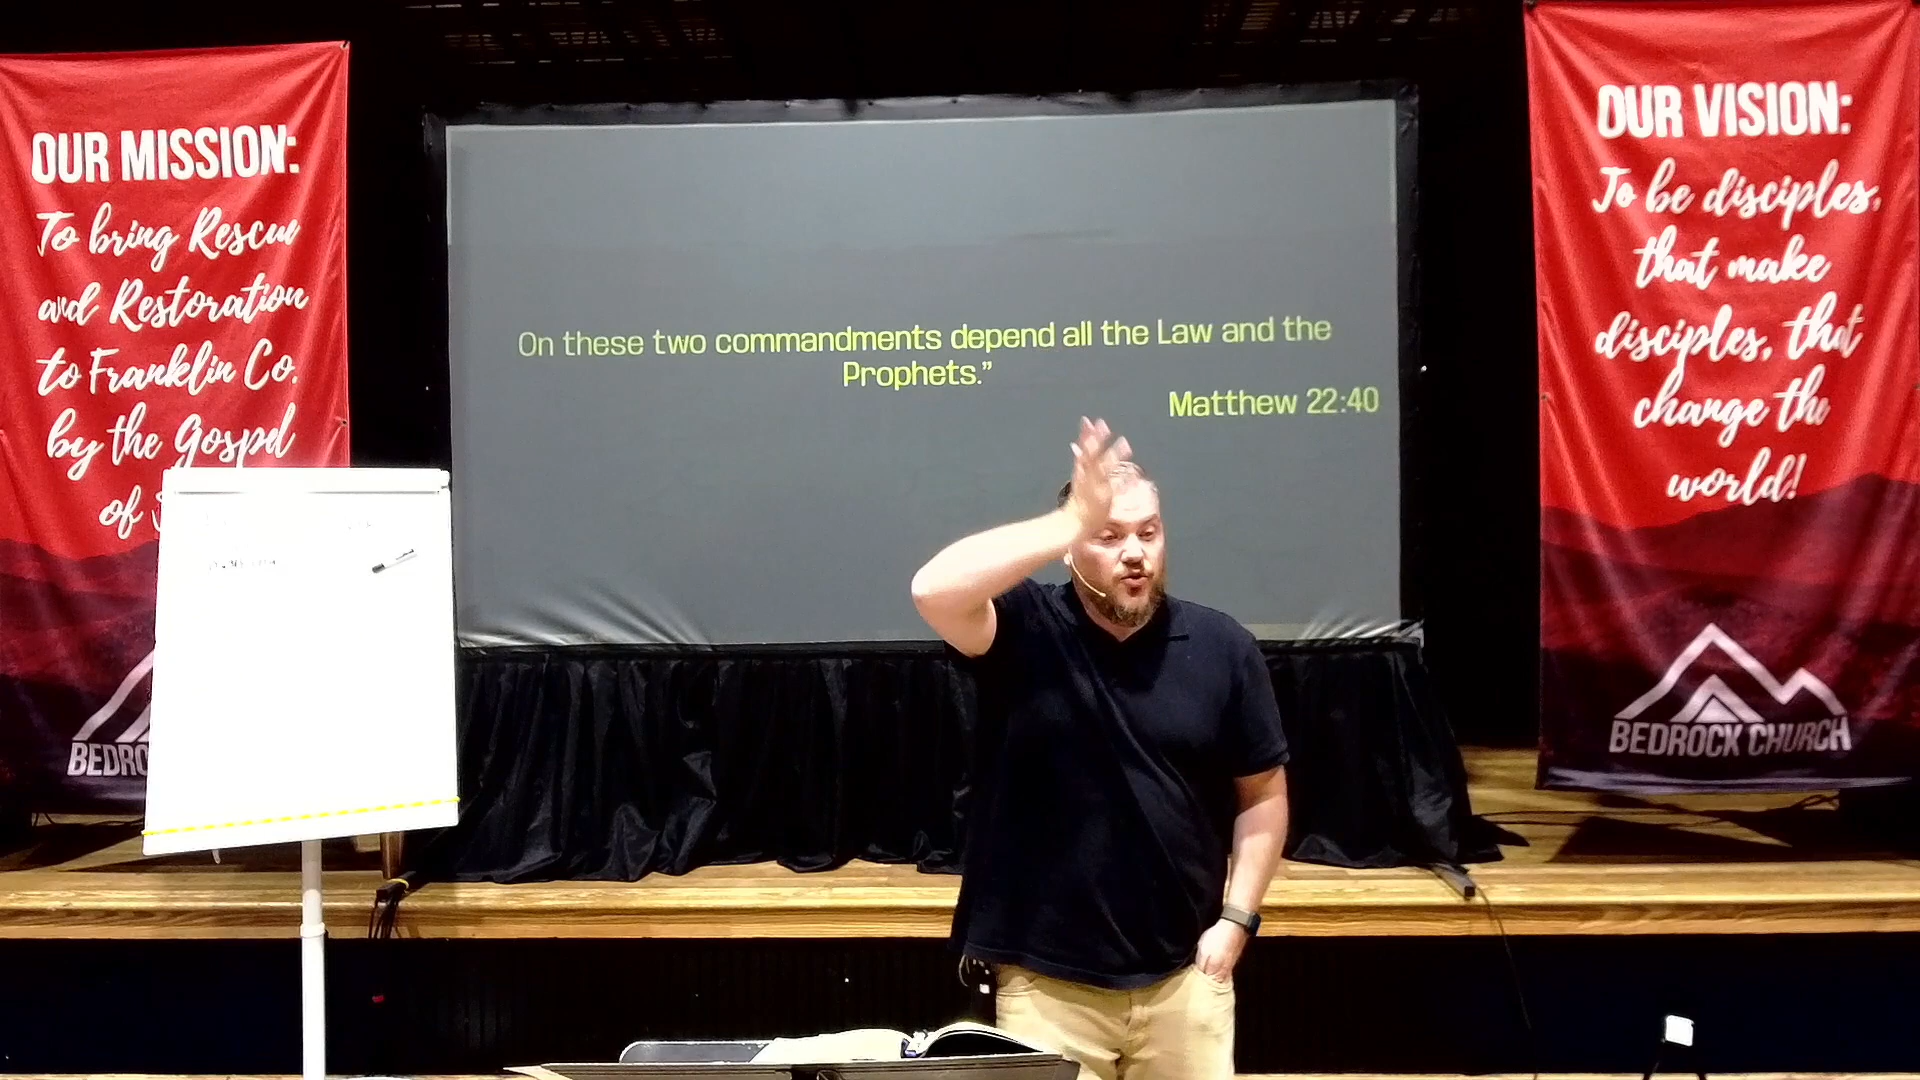 OUR MISSION:
To bring Rescue
and Restoration
to Franklin Co.
by the Gospel
of
BEDRO
On these two commandments depend all the Law and the
Prophets.”
Matthew 22:40
OUR VISION:
To be disciples,
that make
disciples, that
change the
world!
BEDROCK CHURCH